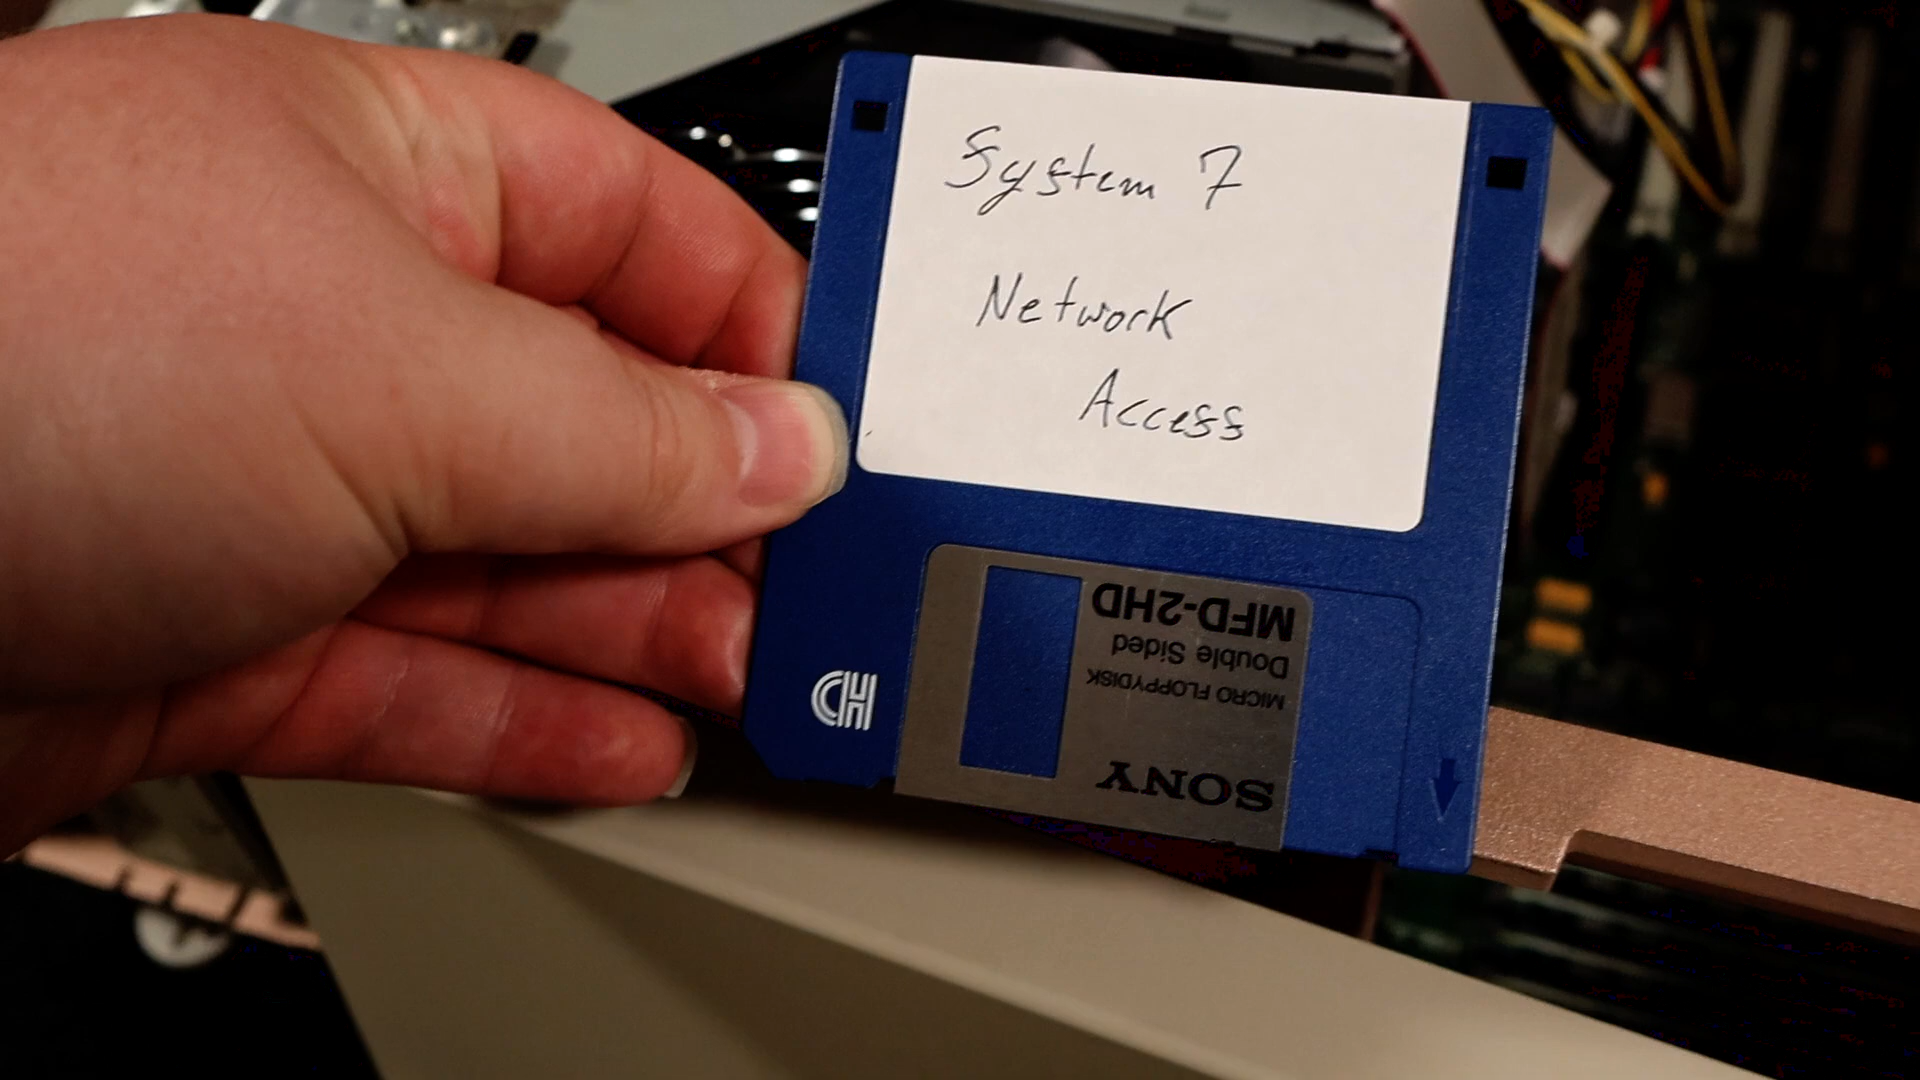 System 7
Network
Access
MFD-2HD
Double Sided
MICRO FLOPPYDISK
SONY
HD